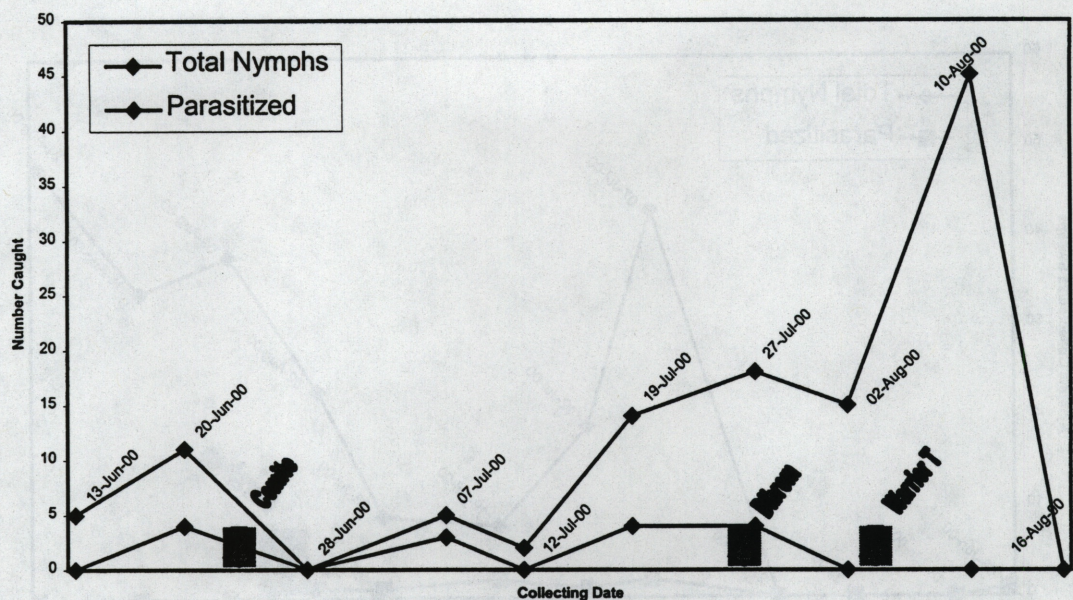 50
45
40
35
30
25
20
15
10
5
0
Number Caught
Total Nymphs
Parasitized
13-Jun-00
20-Jun-00
28-Jun-00
07-Jul-00
12-Jul-00
19-Jul-00
27-Jul-00
02-Aug-00
10-Aug-00
16-Aug-00
Collecting Date